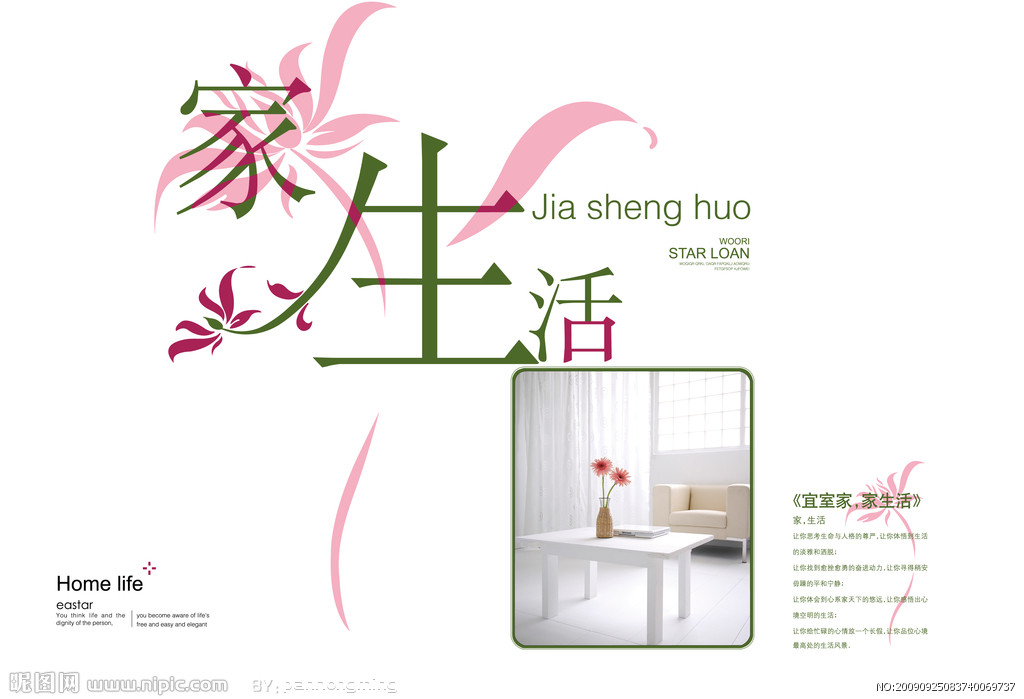 家
生
活
Jia sheng huo
WOORI
STAR LOAN
《宜室家,家生活》
家,生活
让你思考生命与人格的尊严,让你体悟到生活
的淡雅和洒脱;
让你找到愈挫愈勇的奋进动力,让你寻得稍安
毋躁的平和宁静;
让你体会到心系家天下的悠远,让你感悟出心
境空明的生活;
让你给忙碌的心情放一个长假,让你品位心境
最高处的生活风景.
Home life
eastar
You think life and the
dignity of the person,
you become aware of life's
free and easy and elegant
昵图网 www.nipic.com
BY: pannongming
NO:20090925083740069737